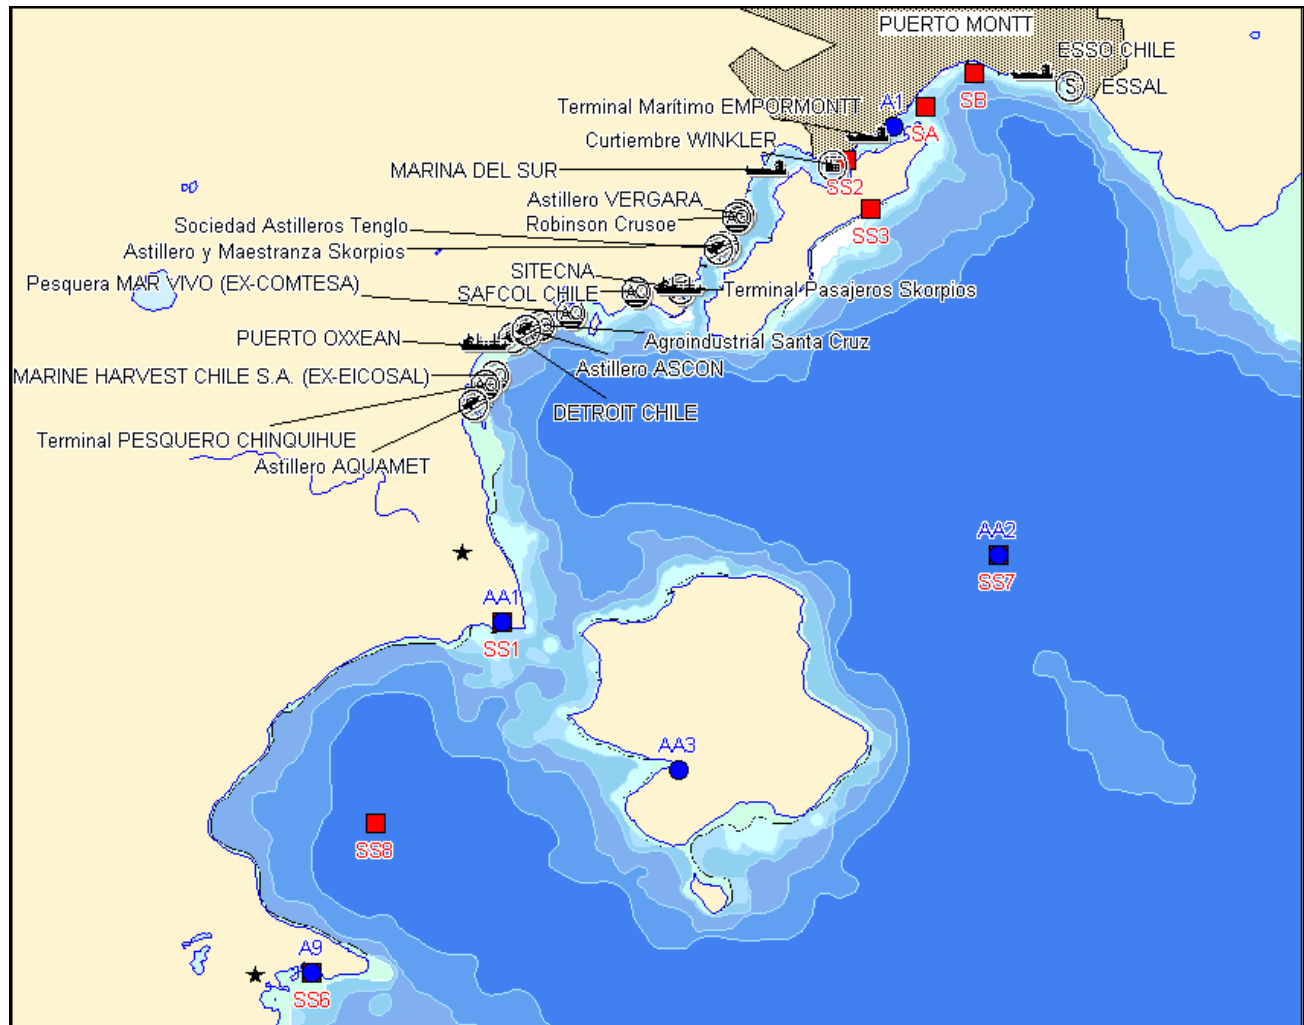 PUERTO MONTT
ESSO CHILE
S
ESSAL
SB
Terminal Marítimo EMPORMONTT
A1
SA
Curtiembre WINKLER
MARINA DEL SUR
SS2
Astillero VERGARA
Robinson Crusoe
SS3
Sociedad Astilleros Tenglo
Astillero y Maestranza Skorpios
SITECNA
Pesquera MAR VIVO (EX-COMTESA)
SAFCOL CHILE
Terminal Pasajeros Skorpios
PUERTO OXXEAN
Agroindustrial Santa Cruz
Astillero ASCON
MARINE HARVEST CHILE S.A. (EX-EICOSAL)
DETROIT CHILE
Terminal PESQUERO CHINQUIHUE
Astillero AQUAMET
AA2
SS7
AA1
SS1
AA3
SS8
A9
SS6